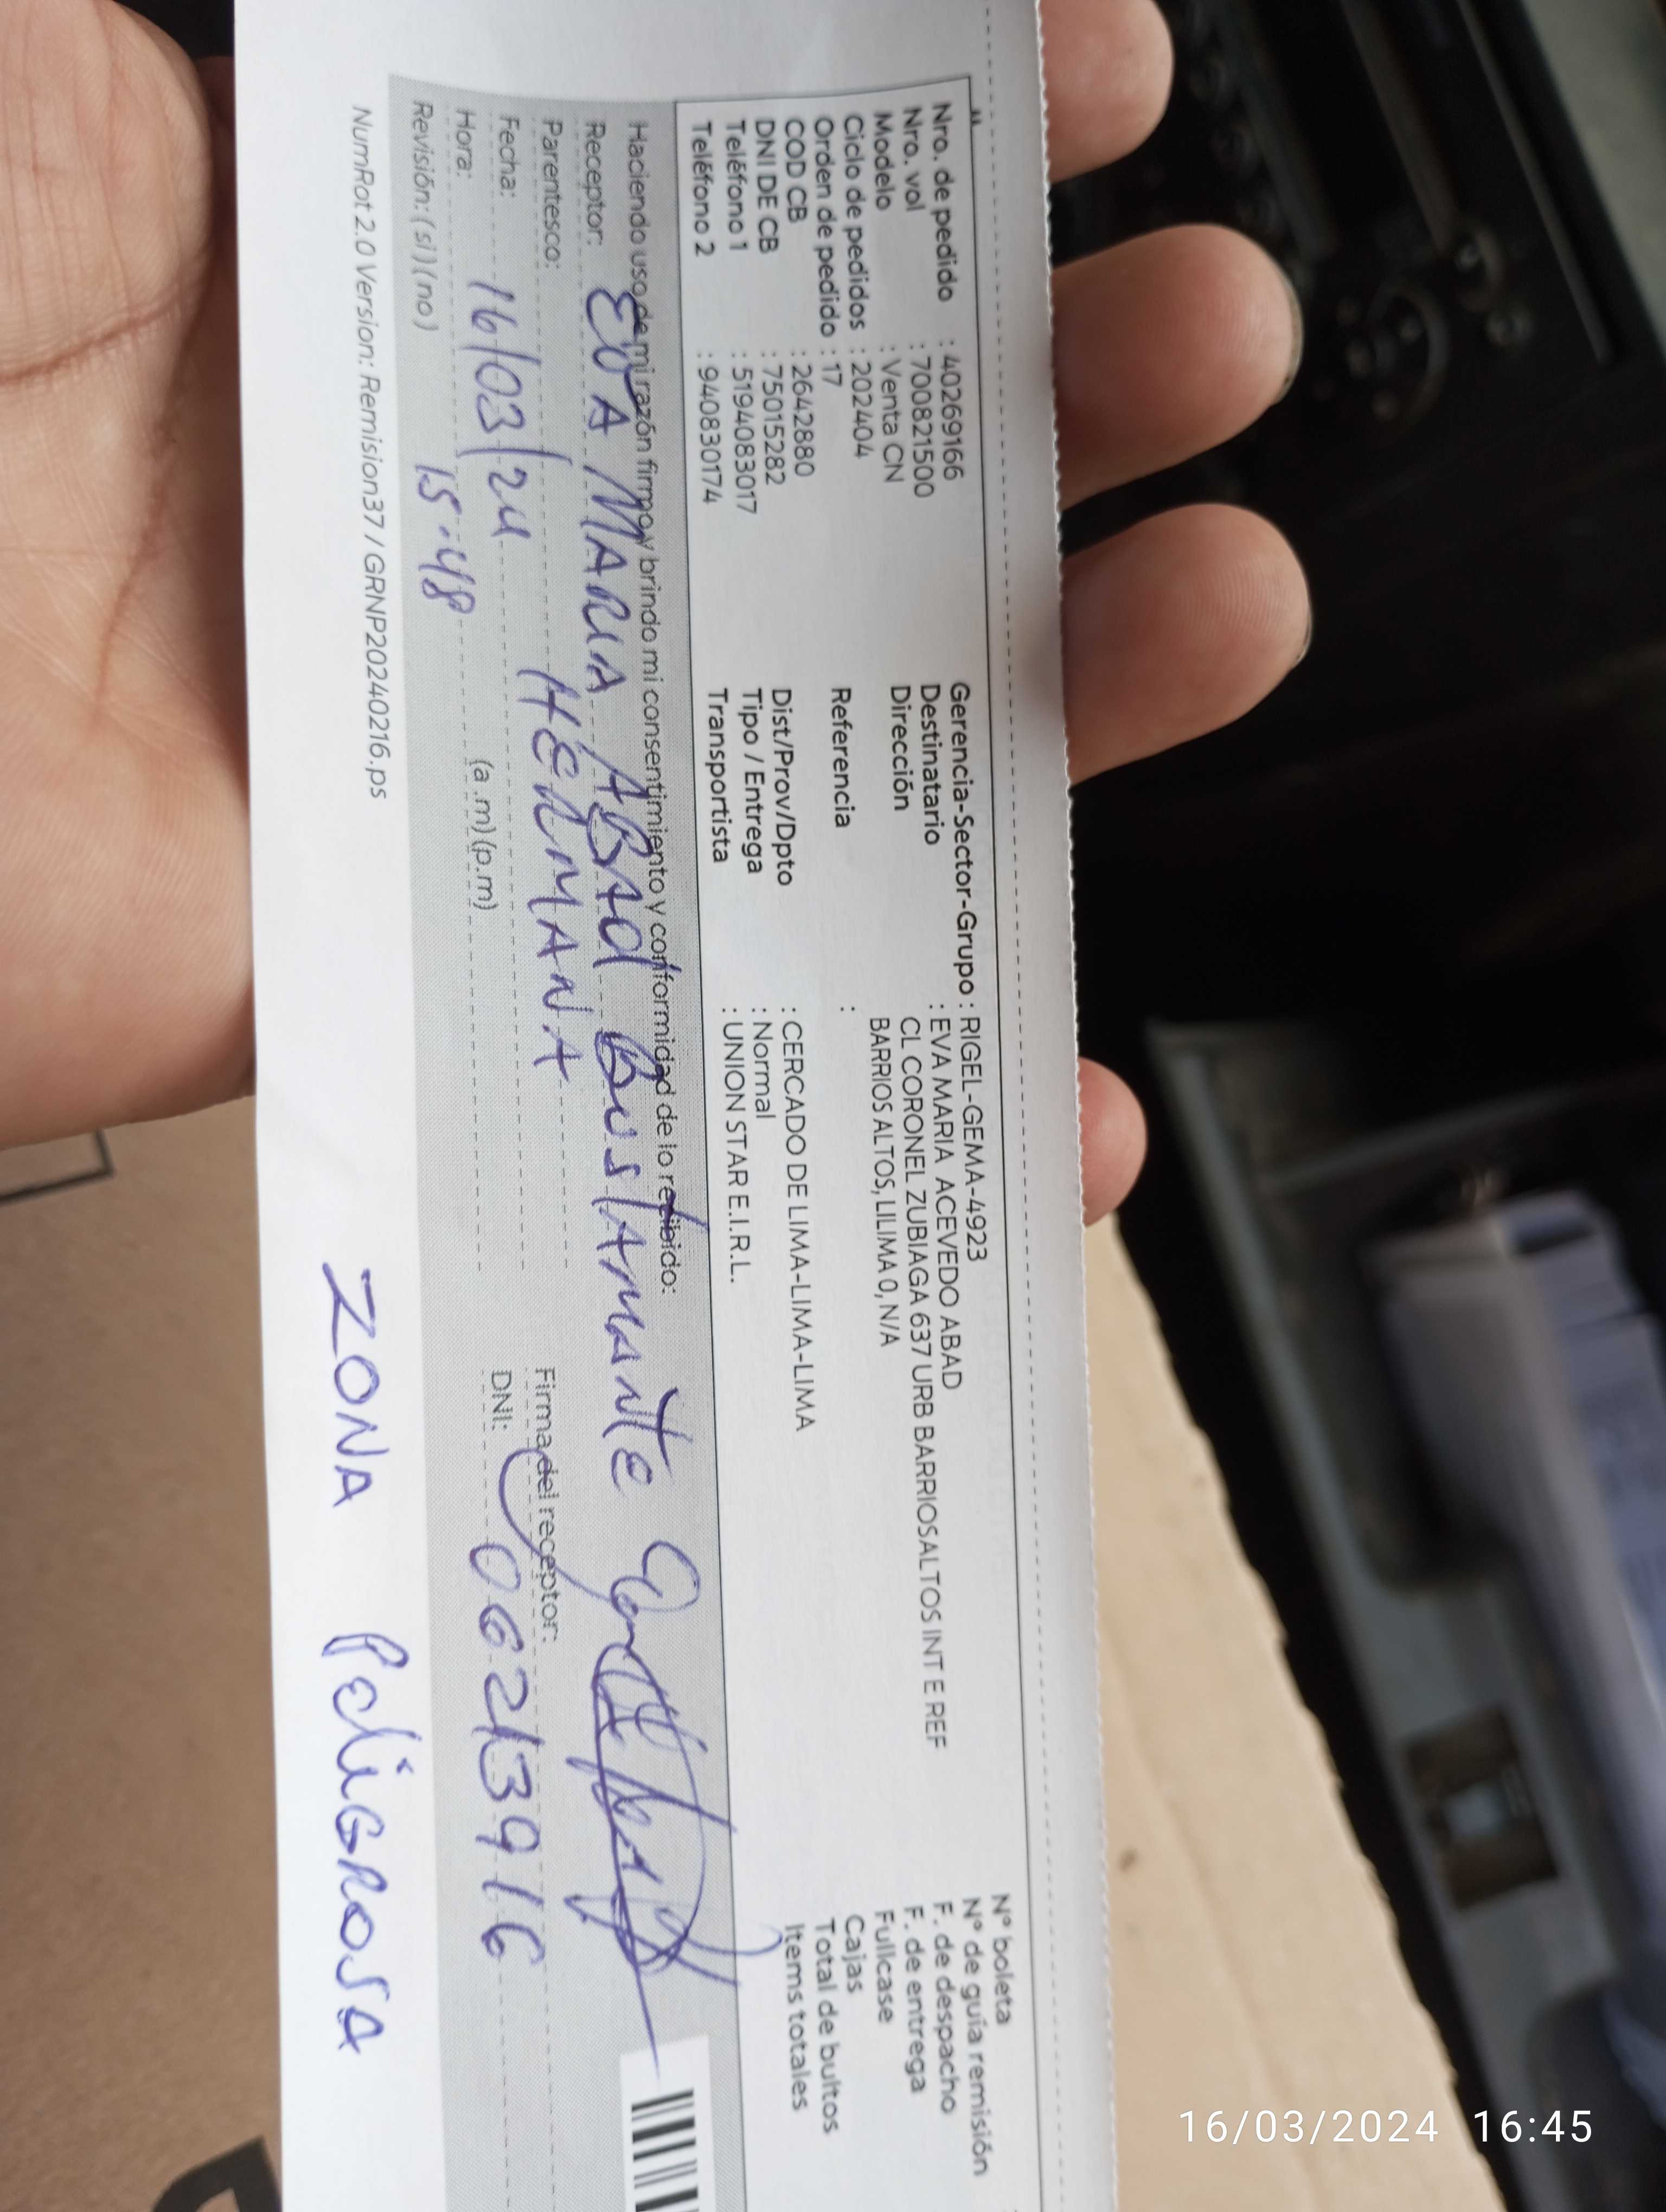 Nro. de pedido : 40269166
Nro. vol : 700821500
Modelo : Venta CN
Ciclo de pedidos : 202404
Orden de pedido : 17
COD CB : 2642880
DNI DE CB : 75015282
Teléfono 1 : 5194083017
Teléfono 2 : 940830174
Gerencia-Sector-Grupo : RIGEL-GEMA-4923
Destinatario : EVA MARIA ACEVEDO ABAD
Dirección CL CORONEL ZUBIAGA 637 URB BARRIOSALTOS INT E REF
BARRIOS ALTOS, LILIMA 0, N/A
Referencia :
Dist/Prov/Dpto : CERCADO DE LIMA-LIMA-LIMA
Tipo / Entrega : Normal
Transportista : UNION STAR E.I.R.L.
N° boleta
N° de guía remisión
F. de despacho
F. de entrega
Fullcase
Cajas
Total de bultos
Items totales
Haciendo uso de mi razón firmo y brindo mi consentimiento y conformidad de lo recibido:
Receptor: EVA MARIA ABAd BusTAmANTE
Parentesco: HERMANA
Firma del receptor:
Fecha: 16/03/24
DNI: 06213916
Hora: 15:48 (a.m) (p.m)
Revisión: (si) (no)
NumRot 2.0 Version: Remision37 / GRNP20240216.ps
ZONA PeliGROSA
16/03/2024 16:45